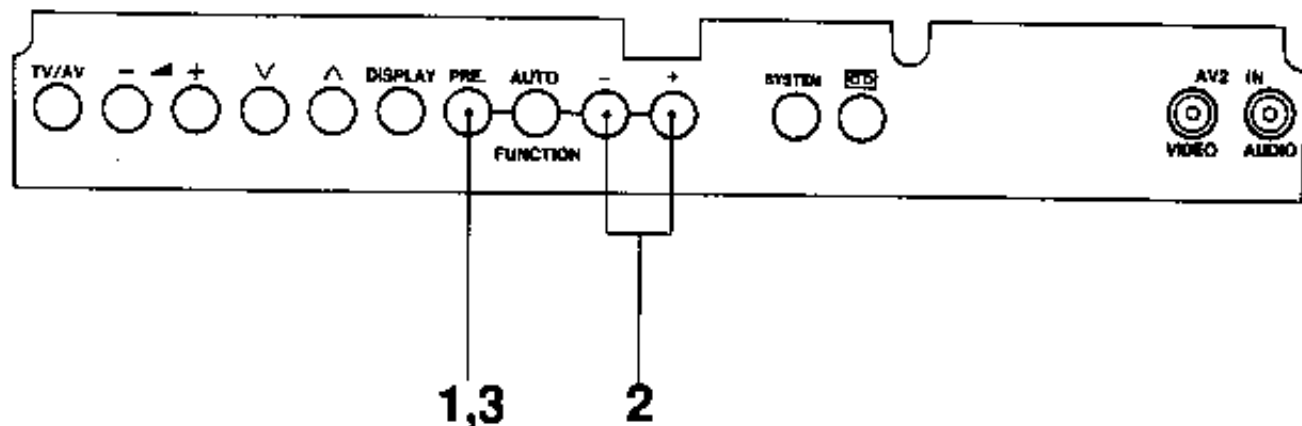 TV/AV − + ∨ ∧ DISPLAY PRE. AUTO − + SYSTEM AV2 IN
FUNCTION VIDEO AUDIO
1,3 2